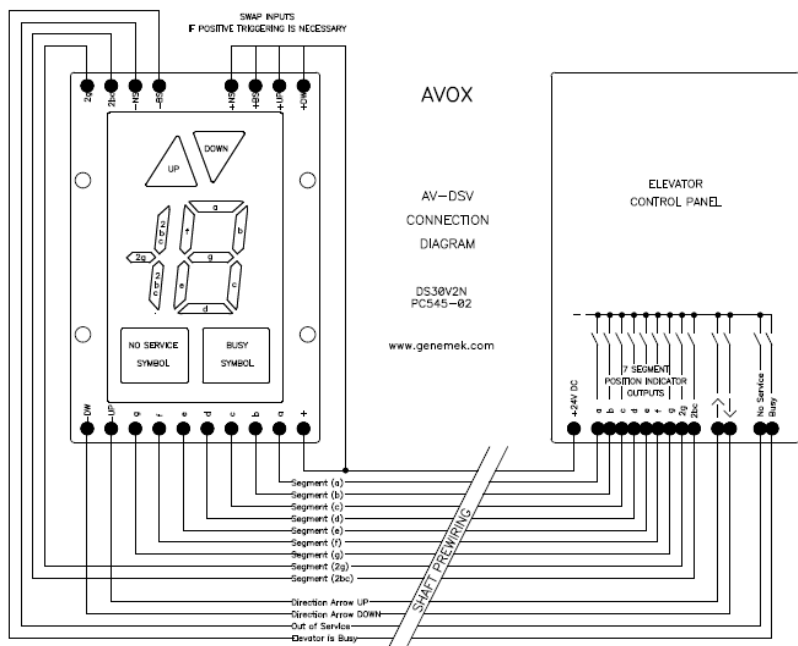 SWAP INPUTS
IF POSITIVE TRIGGERING IS NECESSARY
2g
2bc
-NS
-BS
+NS
+BS
+UP
+DW
UP
DOWN
a
f
b
g
2
b
c
2g
2
b
c
e
c
d
NO SERVICE
SYMBOL
BUSY
SYMBOL
-DW
-UP
g
f
e
d
c
b
a
+
AVOX
AV-DSV
CONNECTION
DIAGRAM
DS30V2N
PC545-02
www.genemek.com
ELEVATOR
CONTROL PANEL
7 SEGMENT
POSITION INDICATOR
OUTPUTS
+24V DC
a
b
c
d
e
f
g
2g
2bc
No Service
Busy
Segment (a)
Segment (b)
Segment (c)
Segment (d)
Segment (e)
Segment (f)
Segment (g)
Segment (2g)
Segment (2bc)
Direction Arrow UP
Direction Arrow DOWN
Out of Service
Elevator is Busy
SHAFT PREWIRING